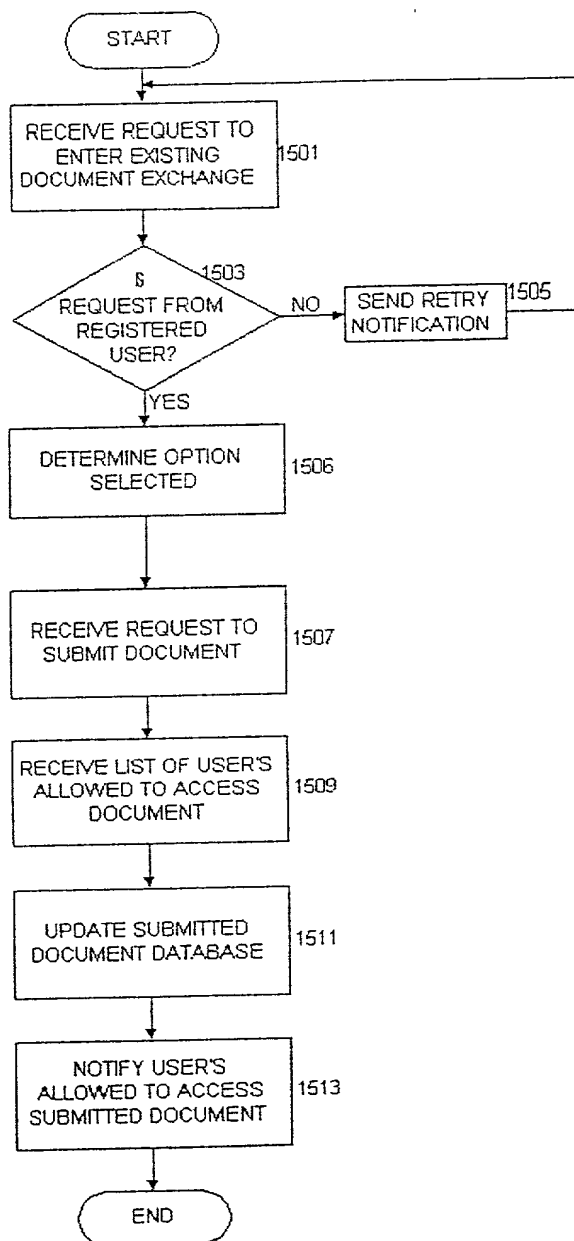 START
RECEIVE REQUEST TO
ENTER EXISTING
DOCUMENT EXCHANGE
1501
IS
REQUEST FROM
REGISTERED
USER?
1503
NO
SEND RETRY
NOTIFICATION
1505
YES
DETERMINE OPTION
SELECTED
1506
RECEIVE REQUEST TO
SUBMIT DOCUMENT
1507
RECEIVE LIST OF USER'S
ALLOWED TO ACCESS
DOCUMENT
1509
UPDATE SUBMITTED
DOCUMENT DATABASE
1511
NOTIFY USER'S
ALLOWED TO ACCESS
SUBMITTED DOCUMENT
1513
END